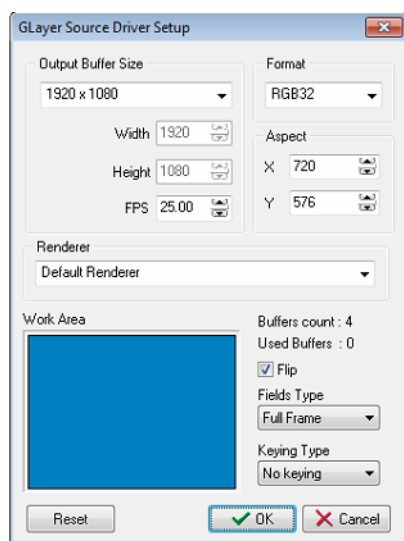 GLayer Source Driver Setup
Output Buffer Size
1920 x 1080
Width 1920
Height 1080
FPS 25.00
Format
RGB32
Aspect
X 720
Y 576
Renderer
Default Renderer
Work Area
Buffers count : 4
Used Buffers : 0
Flip
Fields Type
Full Frame
Keying Type
No keying
Reset
OK
Cancel